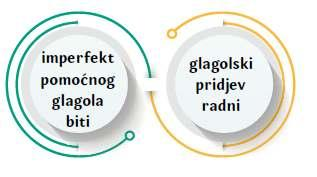 imperfekt
pomoćnog
glagola
biti
glagolski
pridjev
radni